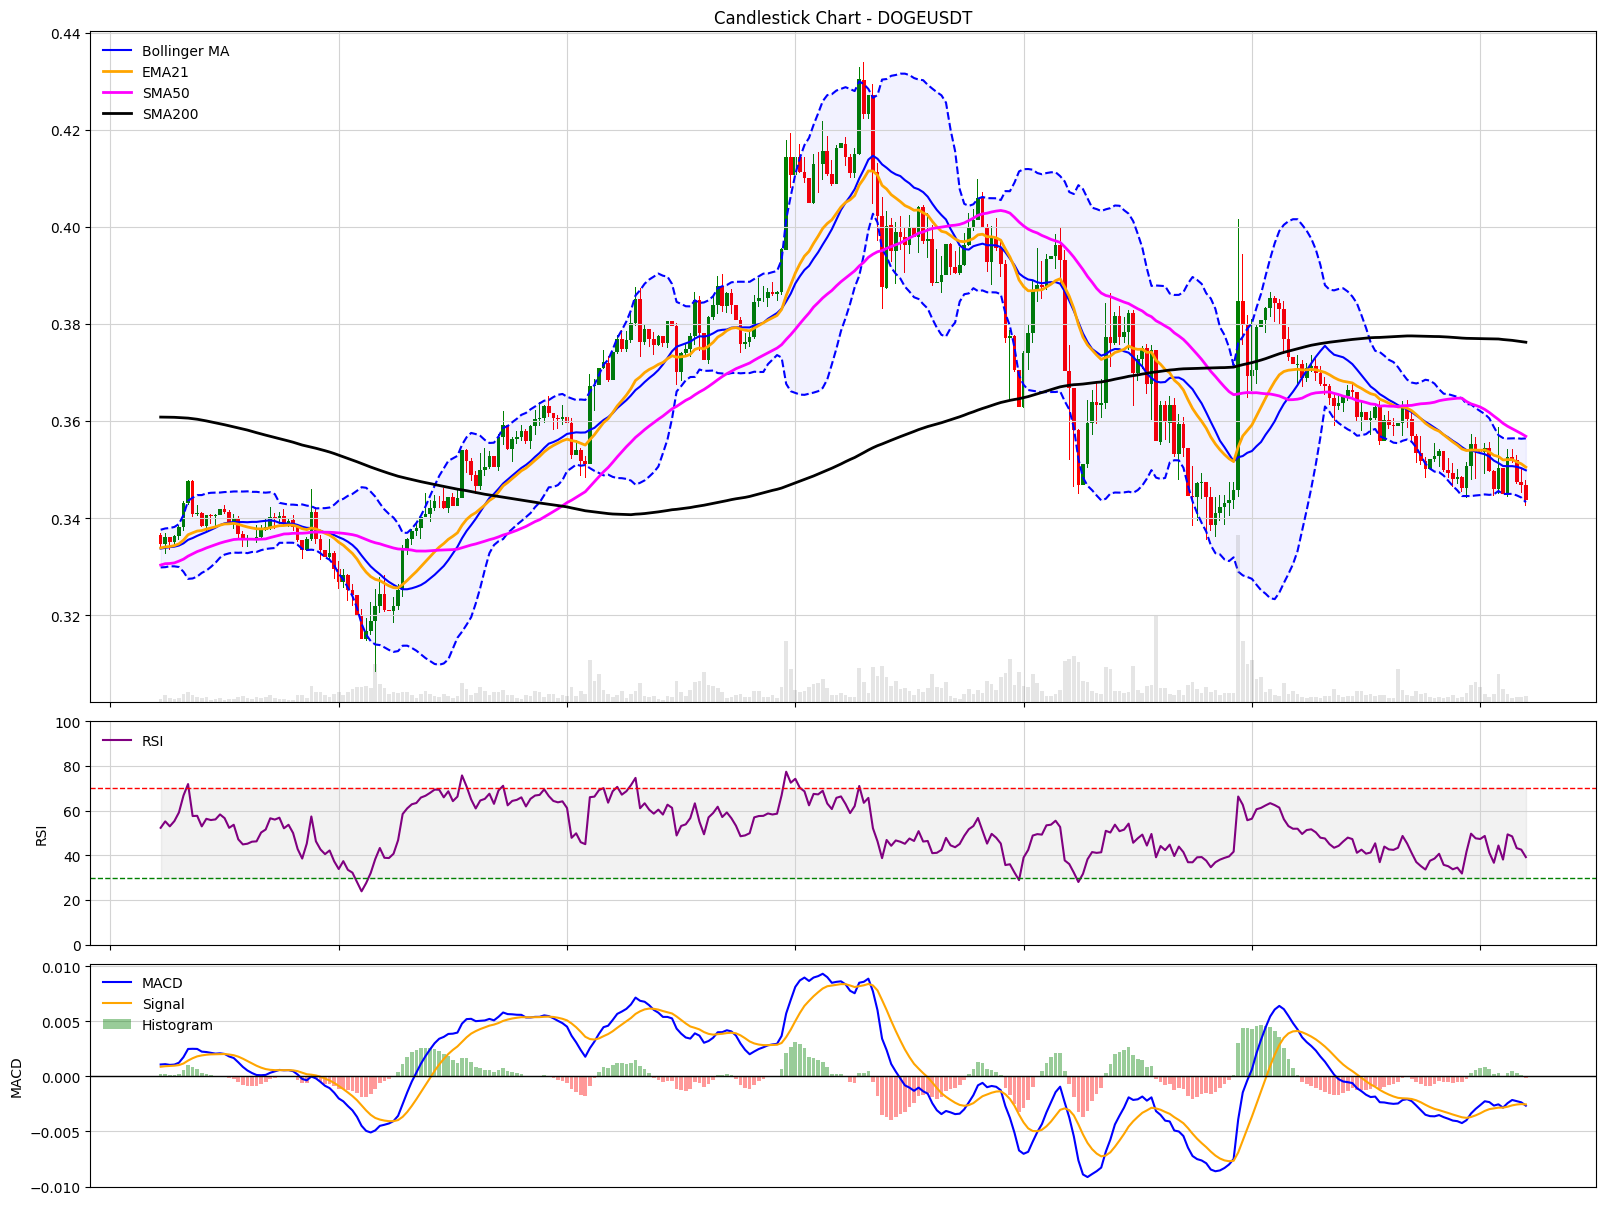 Candlestick Chart - DOGEUSDT
0.44
0.42
0.40
0.38
0.36
0.34
0.32
Bollinger MA
EMA21
SMA50
SMA200
100
80
60
40
20
0
RSI
RSI
0.010
0.005
0.000
−0.005
−0.010
MACD
MACD
Signal
Histogram